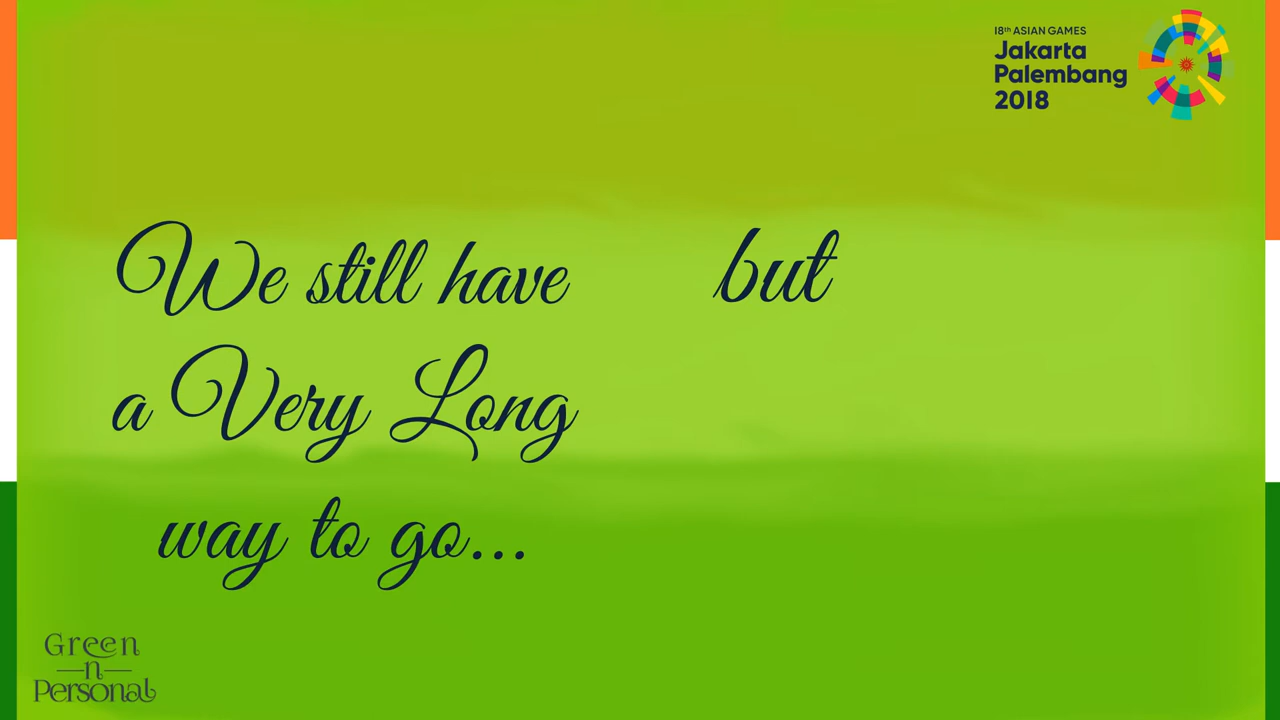 18th ASIAN GAMES
Jakarta
Palembang
2018
We still have
a Very Long
way to go...
but
Green
n
Personal